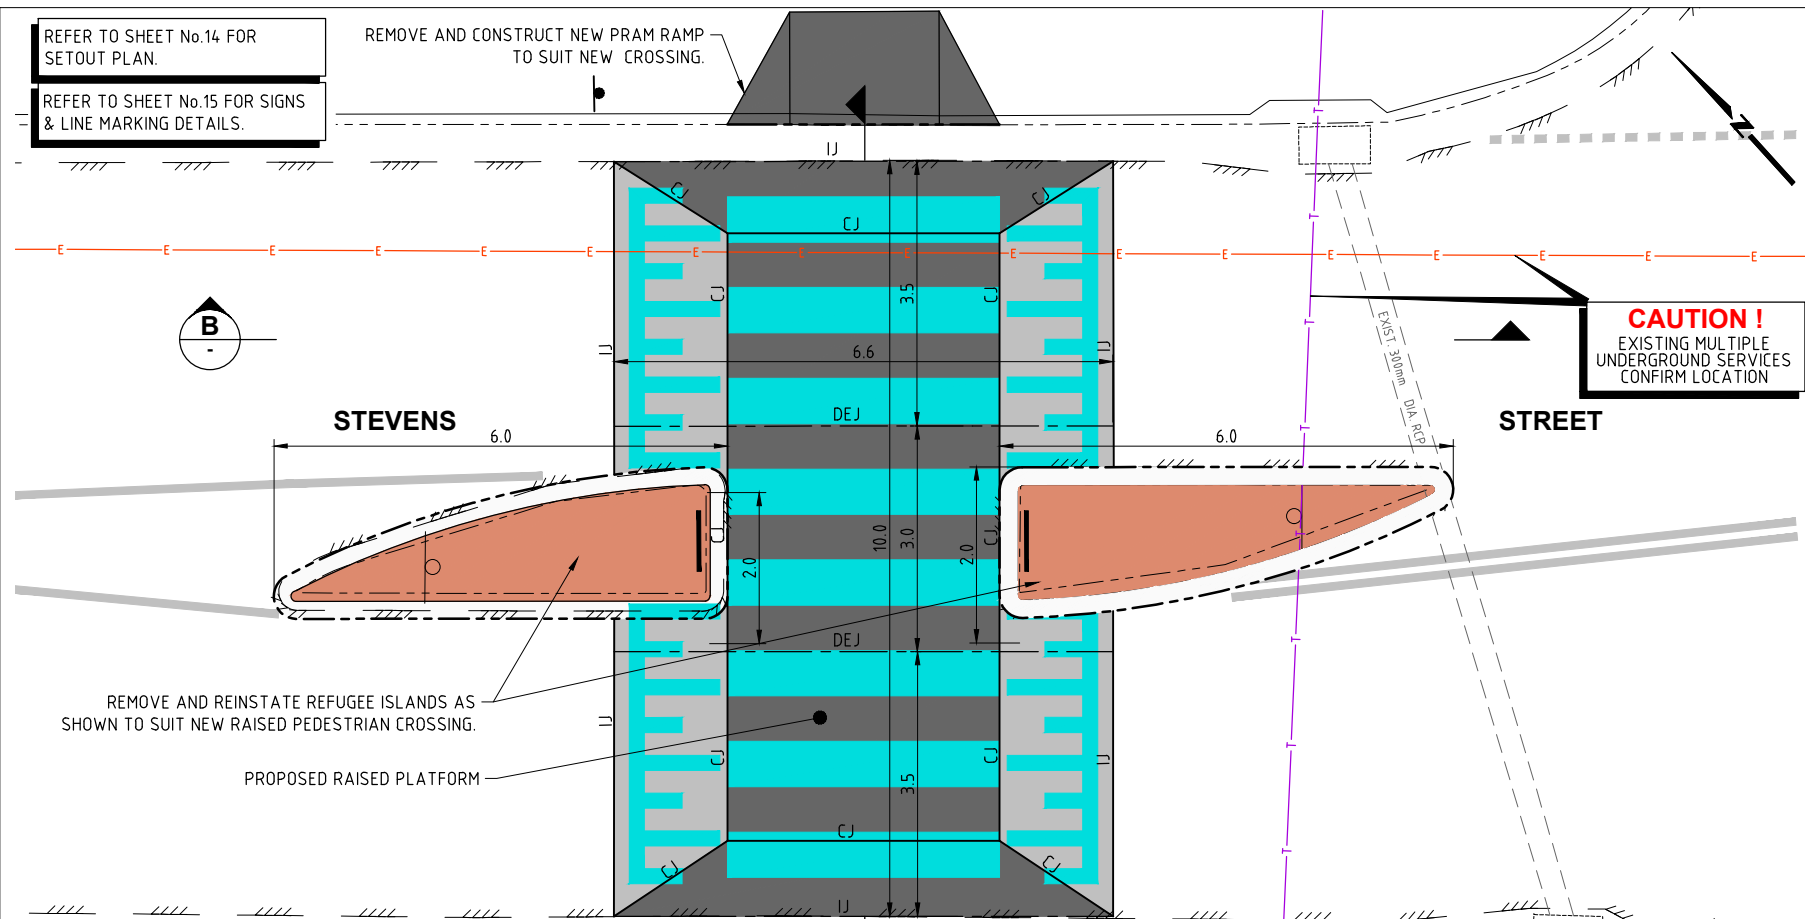 REFER TO SHEET No.14 FOR
SETOUT PLAN.
REFER TO SHEET No.15 FOR SIGNS
& LINE MARKING DETAILS.
REMOVE AND CONSTRUCT NEW PRAM RAMP
TO SUIT NEW CROSSING.
IJ
CJ
CJ
CJ
E E E E E E E E E E E E E E E E E
T
T
T
T
T
T
T
CJ
CJ
3.5
B
-
IJ
6.6
IJ
EXIST. 300mm DIA. RCP
CAUTION !
EXISTING MULTIPLE
UNDERGROUND SERVICES
CONFIRM LOCATION
STEVENS
STREET
6.0
DEJ
6.0
CJ
2.0
10.0
3.0
2.0
CJ
DEJ
REMOVE AND REINSTATE REFUGEE ISLANDS AS
SHOWN TO SUIT NEW RAISED PEDESTRIAN CROSSING.
IJ
CJ
CJ
IJ
PROPOSED RAISED PLATFORM
3.5
CJ
CJ
CJ
IJ